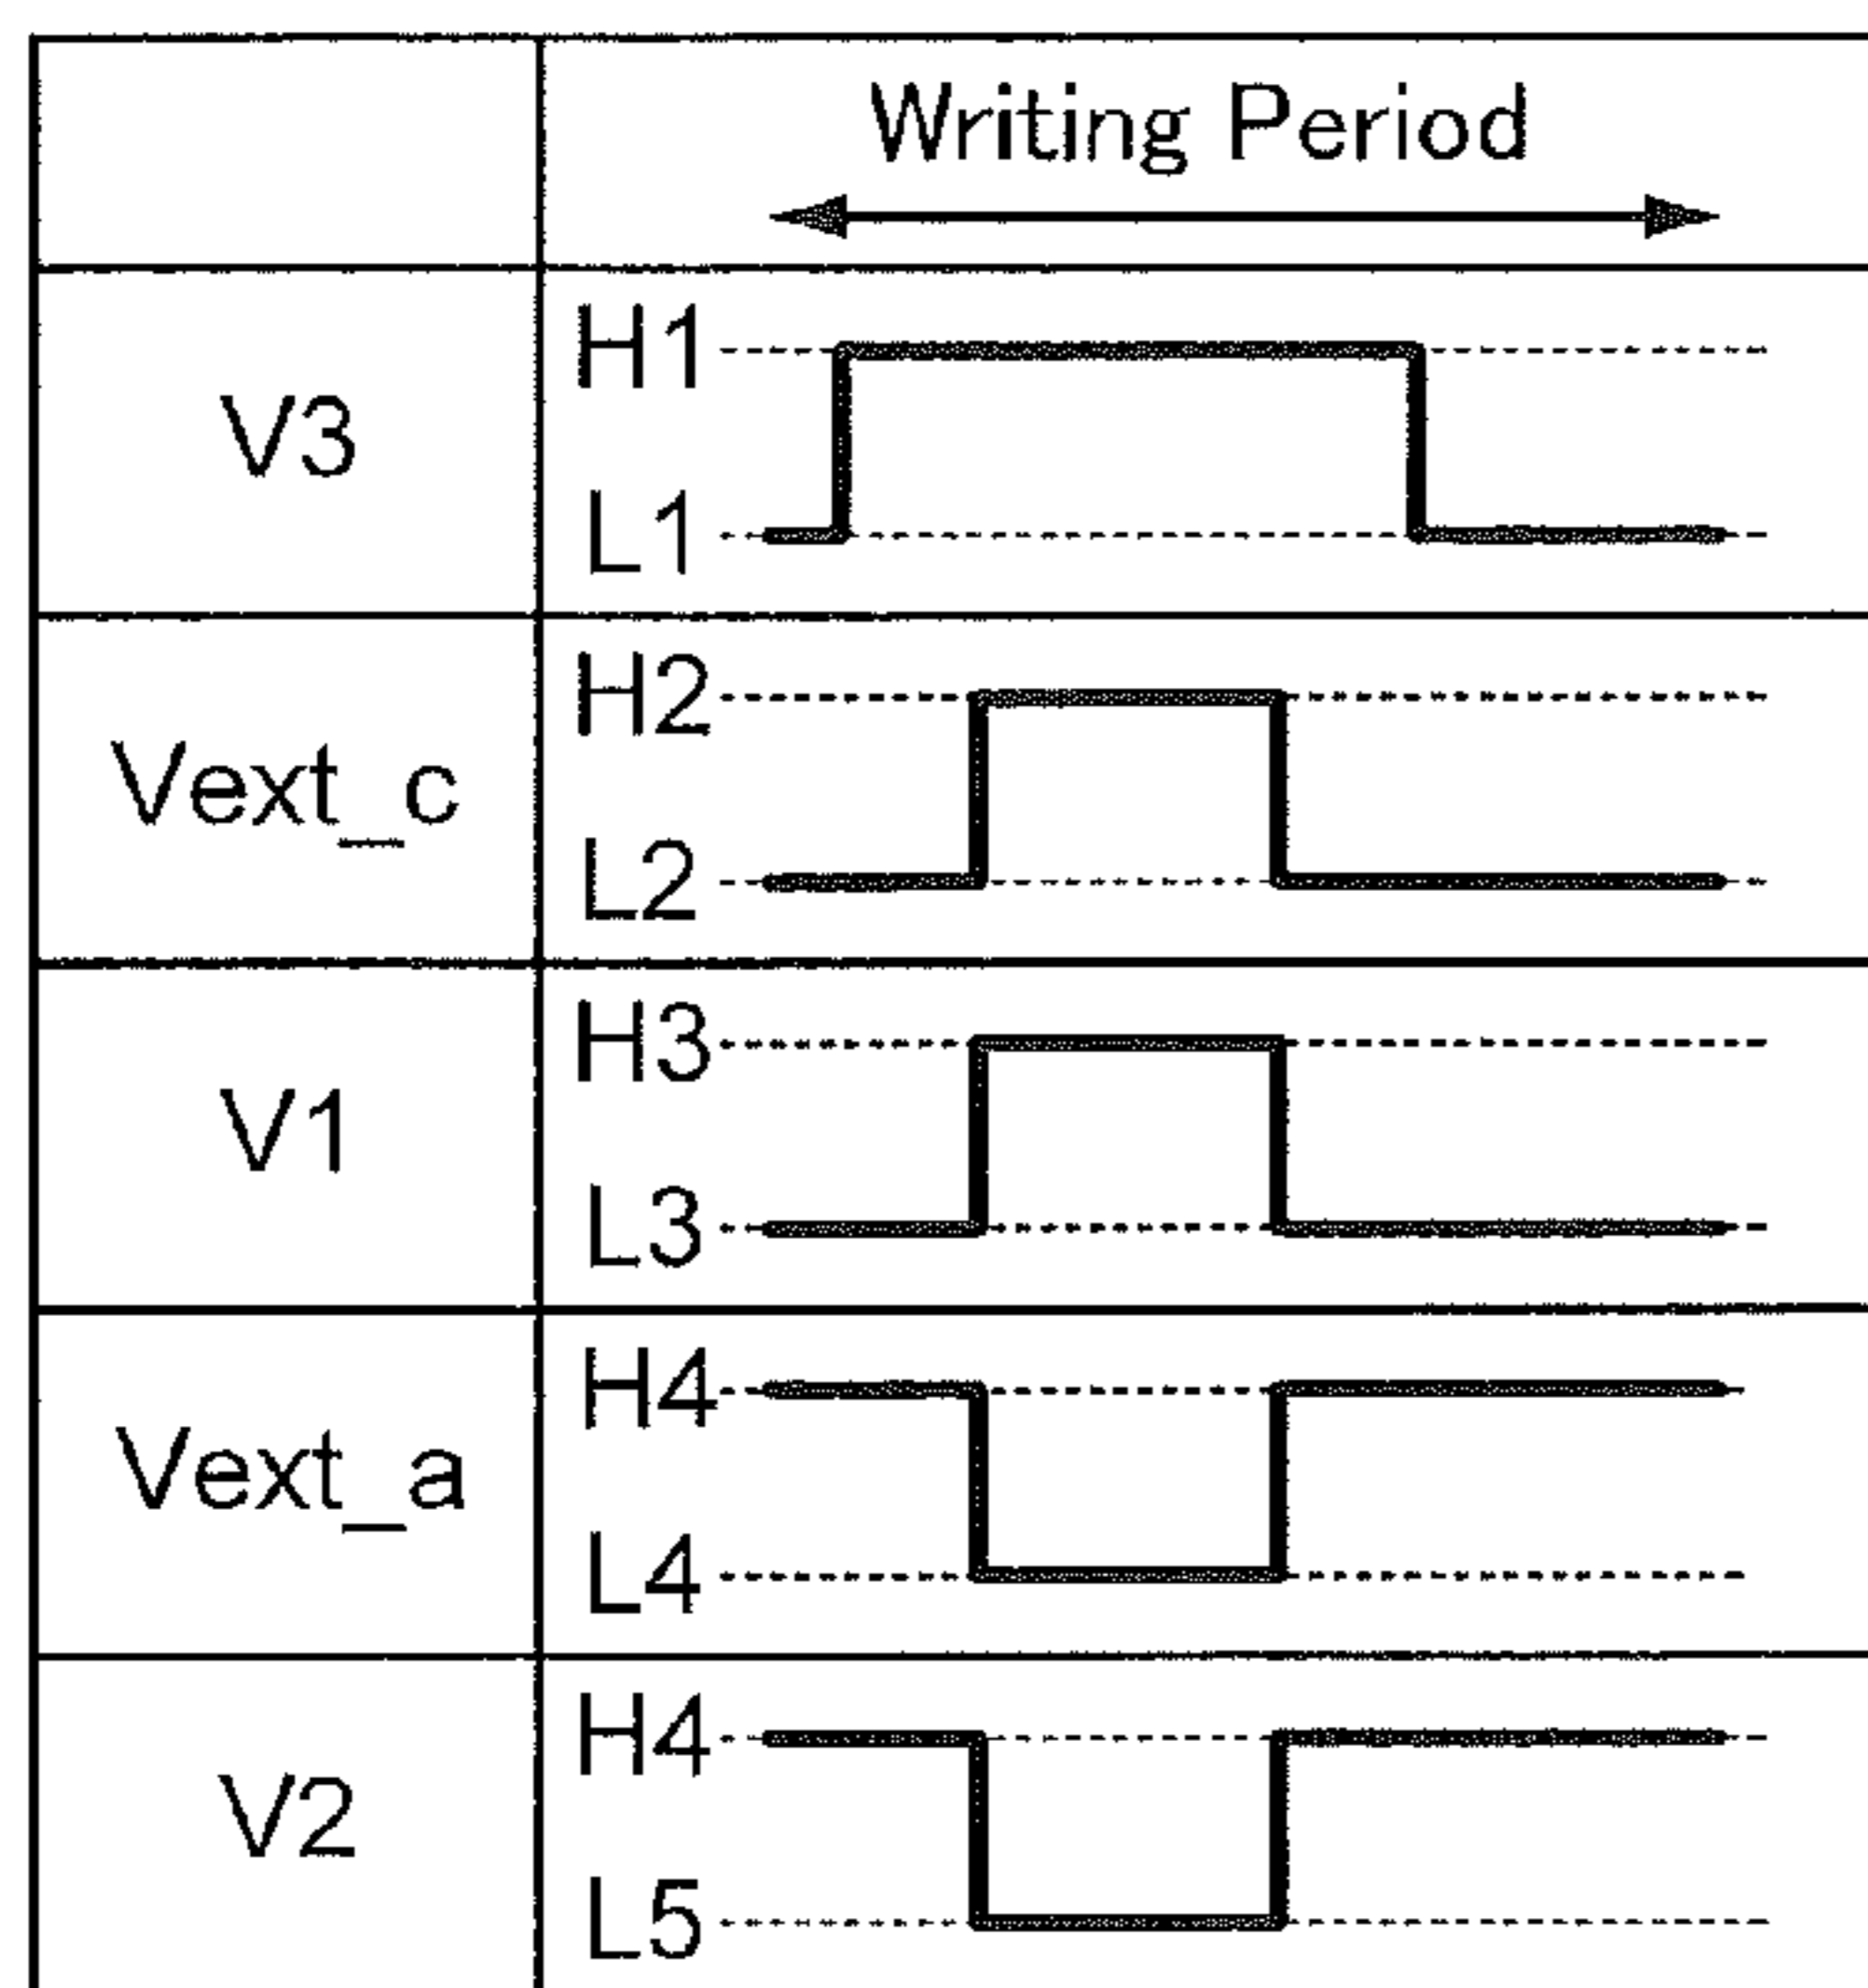 Writing Period
V3
H1
L1
Vext_c
H2
L2
V1
H3
L3
Vext_a
H4
L4
V2
H4
L5